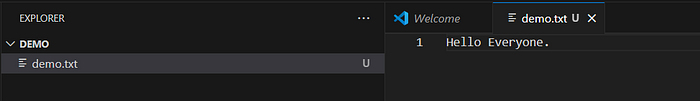 EXPLORER ...
DEMO
demo.txt U
Welcome
demo.txt U
1 Hello Everyone.